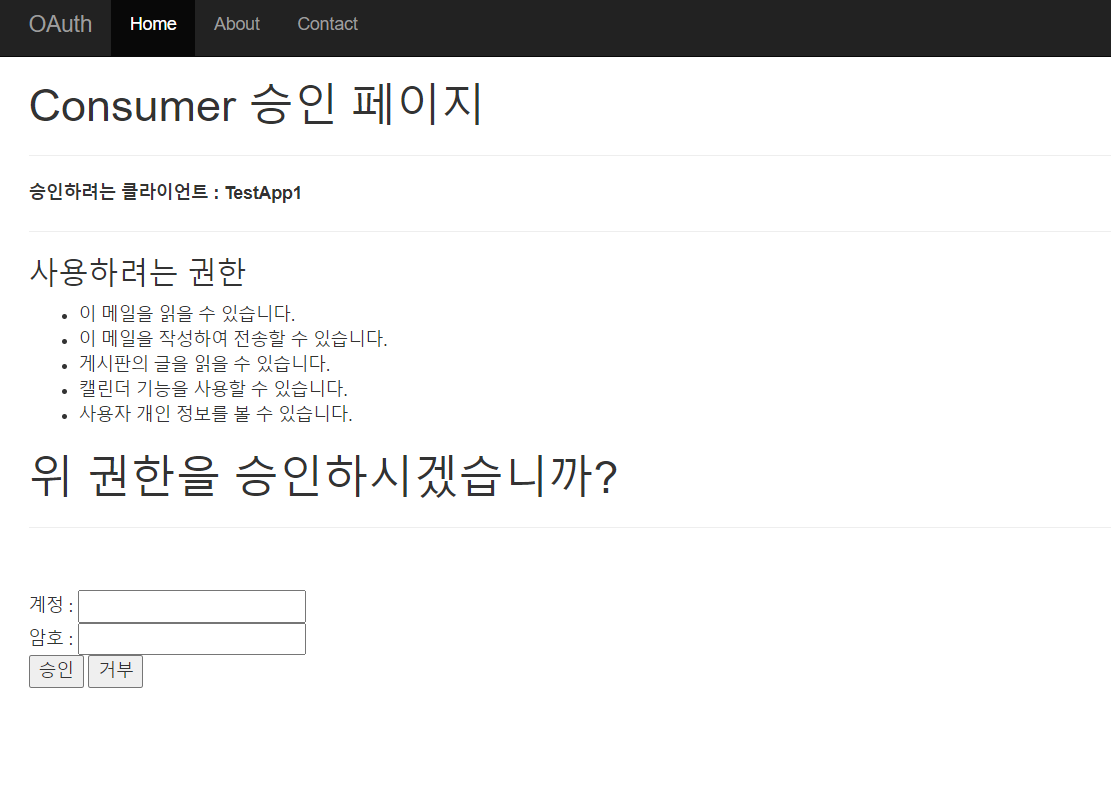 OAuth Home About Contact
Consumer 승인 페이지
승인하려는 클라이언트 : TestApp1
사용하려는 권한
이 메일을 읽을 수 있습니다.
이 메일을 작성하여 전송할 수 있습니다.
게시판의 글을 읽을 수 있습니다.
캘린더 기능을 사용할 수 있습니다.
사용자 개인 정보를 볼 수 있습니다.
위 권한을 승인하시겠습니까?
계정 :
암호 :
승인 거부